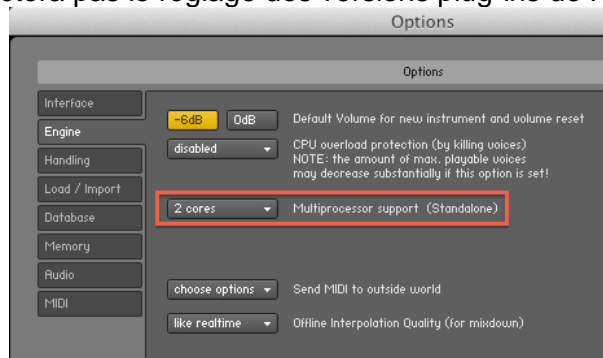 Options
Options
Interface
Engine
Handling
Load / Import
Database
Memory
Audio
MIDI
-6dB 0dB Default Volume for new instrument and volume reset
disabled CPU overload protection (by killing voices)
NOTE: the amount of max. playable voices
may decrease substantially if this option is set!
2 cores Multiprocessor support (Standalone)
choose options Send MIDI to outside world
like realtime Offline Interpolation Quality (for mixdown)